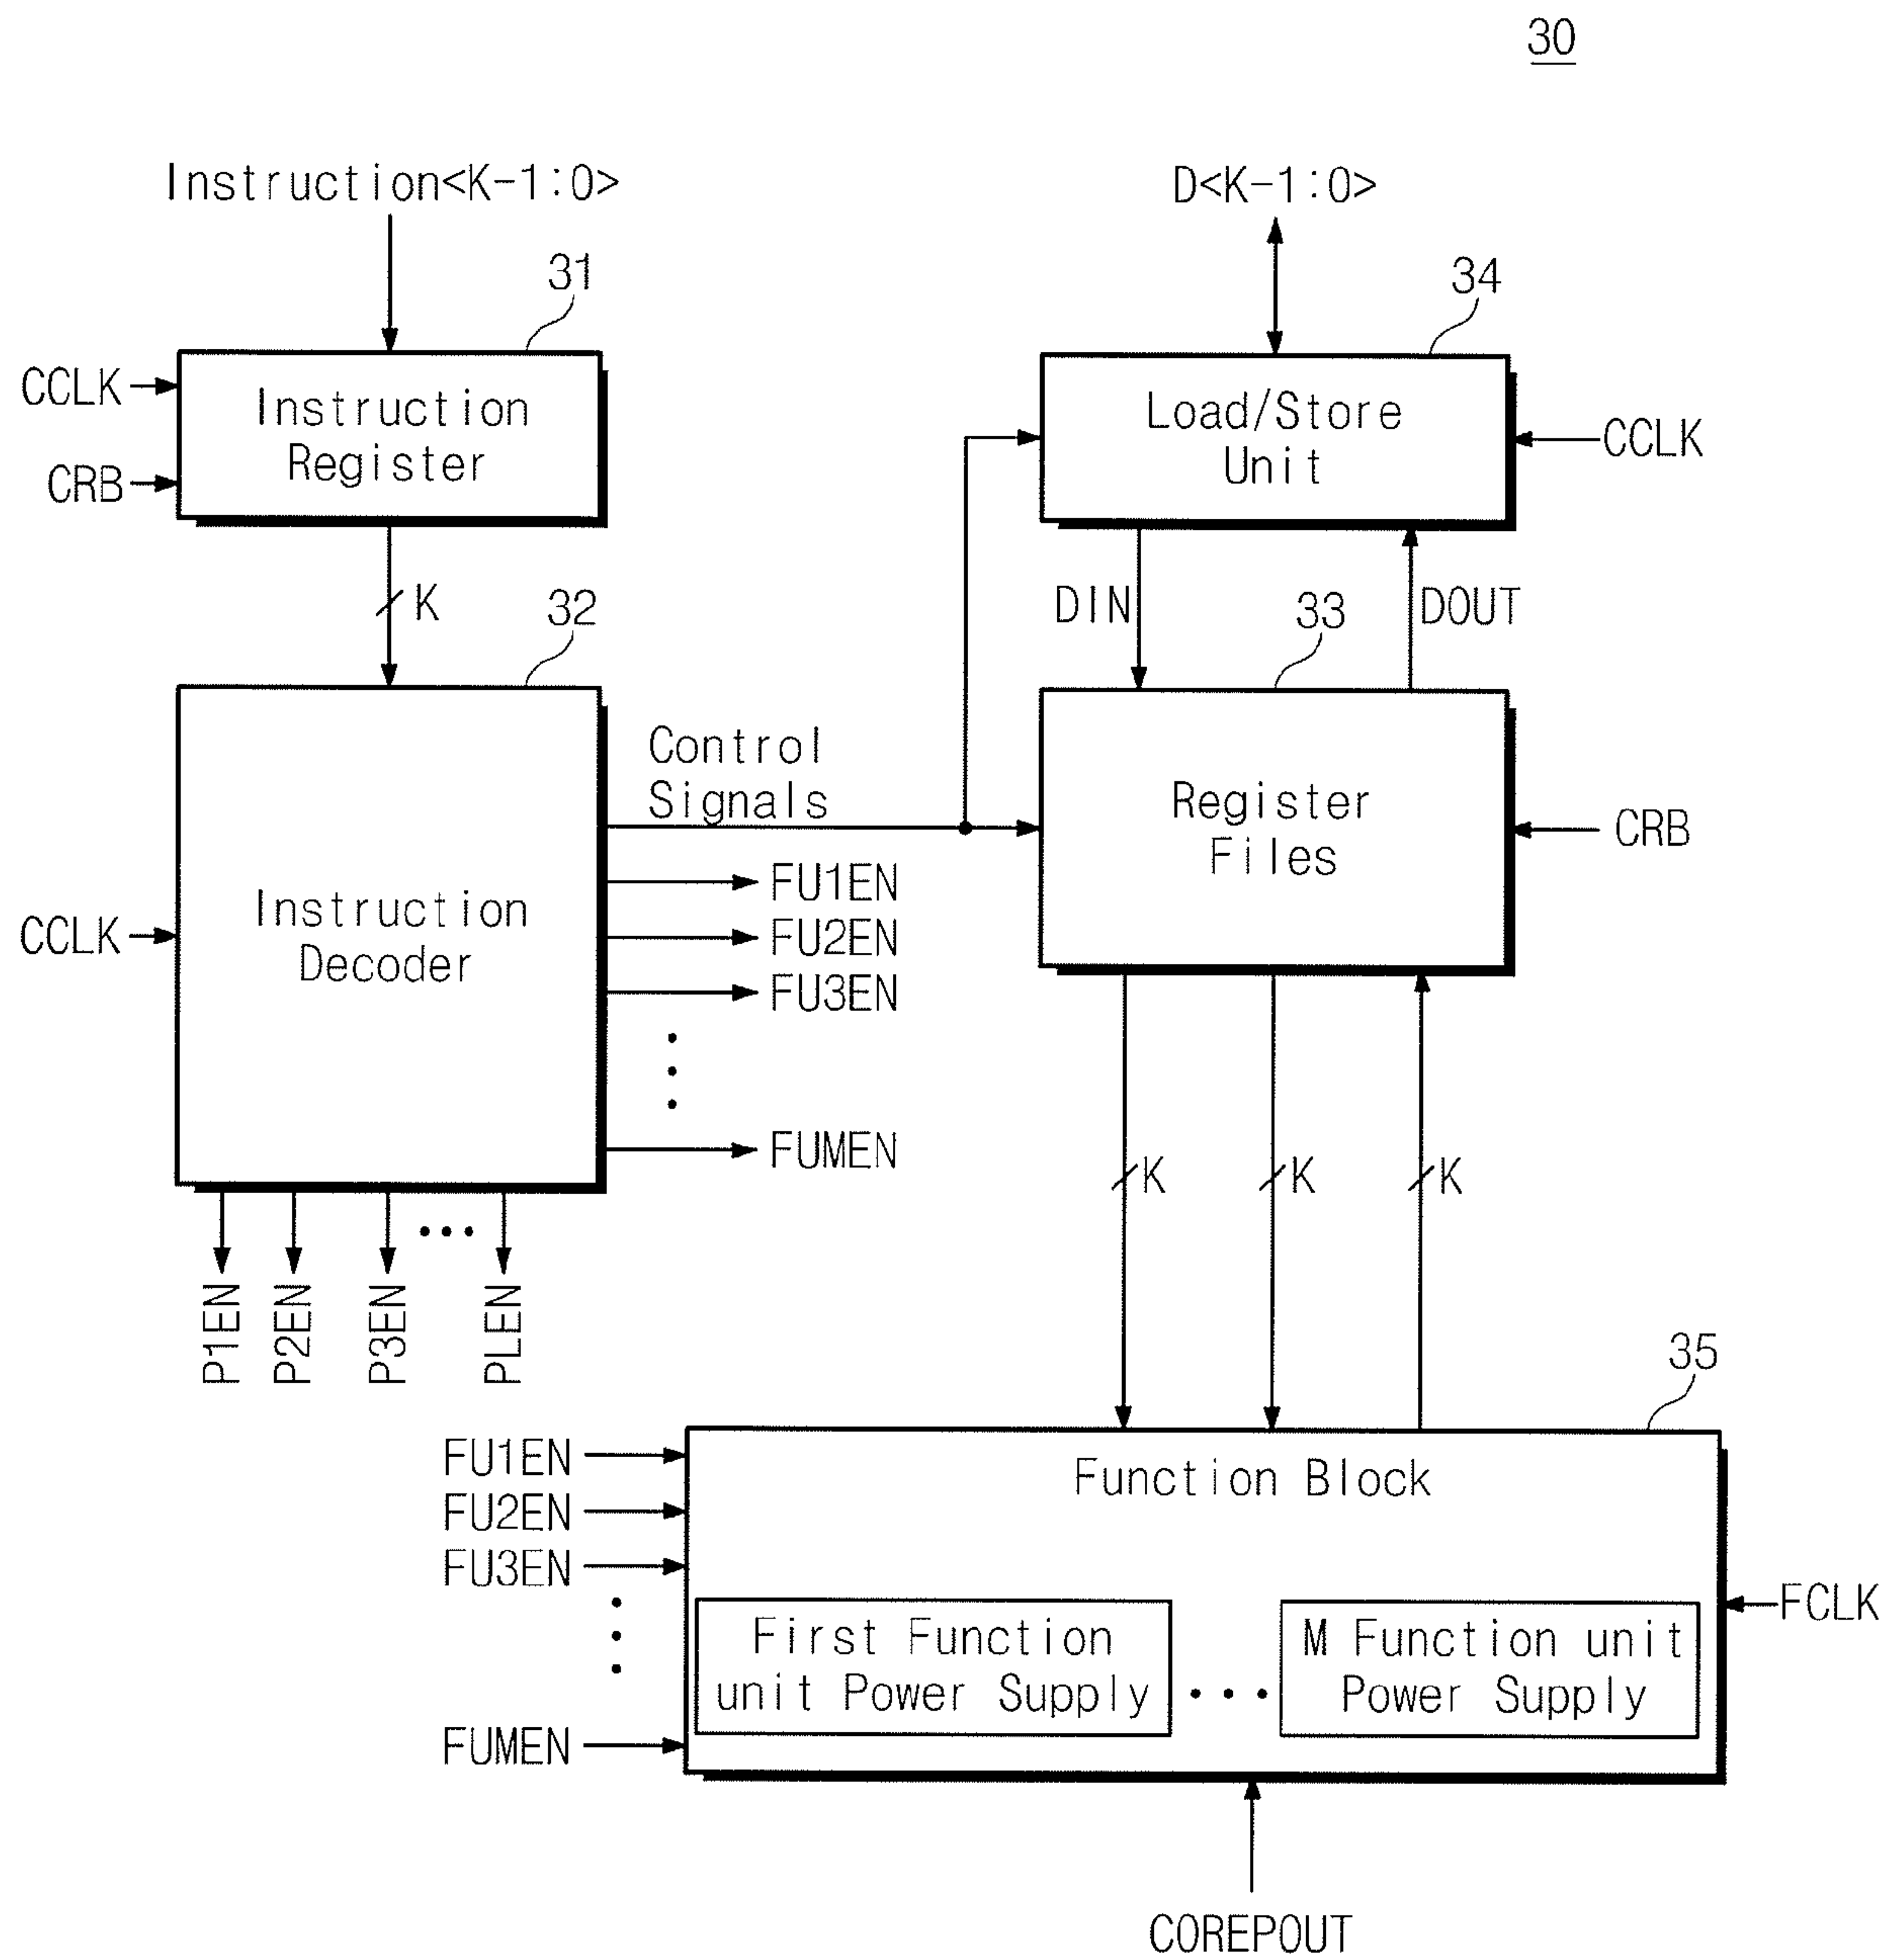 30
Instruction<K-1:0>
D<K-1:0>
31
34
CCLK
Instruction
Register
CRB
Load/Store
Unit
CCLK
K
32
DIN
33
DOUT
Control
Signals
Register
Files
CRB
FU1EN
FU2EN
FU3EN
CCLK
Instruction
Decoder
FUMEN
K
K
K
P1EN
P2EN
P3EN
PLEN
35
FU1EN
FU2EN
FU3EN
FUMEN
Function Block
First Function
unit Power Supply
M Function unit
Power Supply
FCLK
COREPOUT